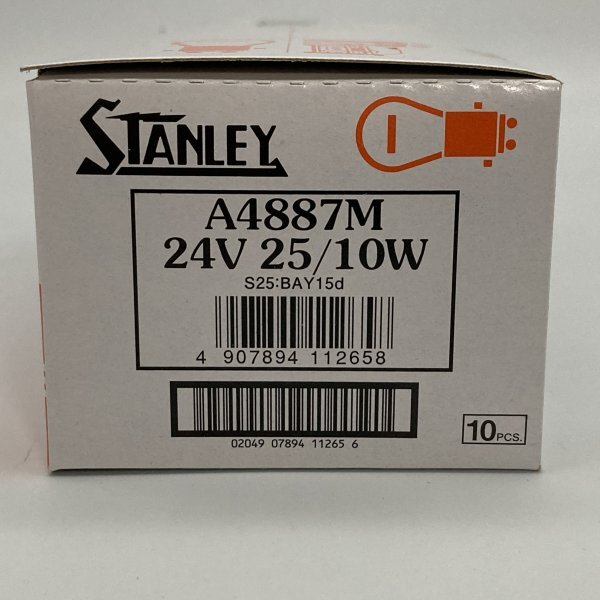 STANLEY
A4887M
24V 25/10W
S25:BAY15d
4 907894 112658
02049 07894 11265 6
10PCS.